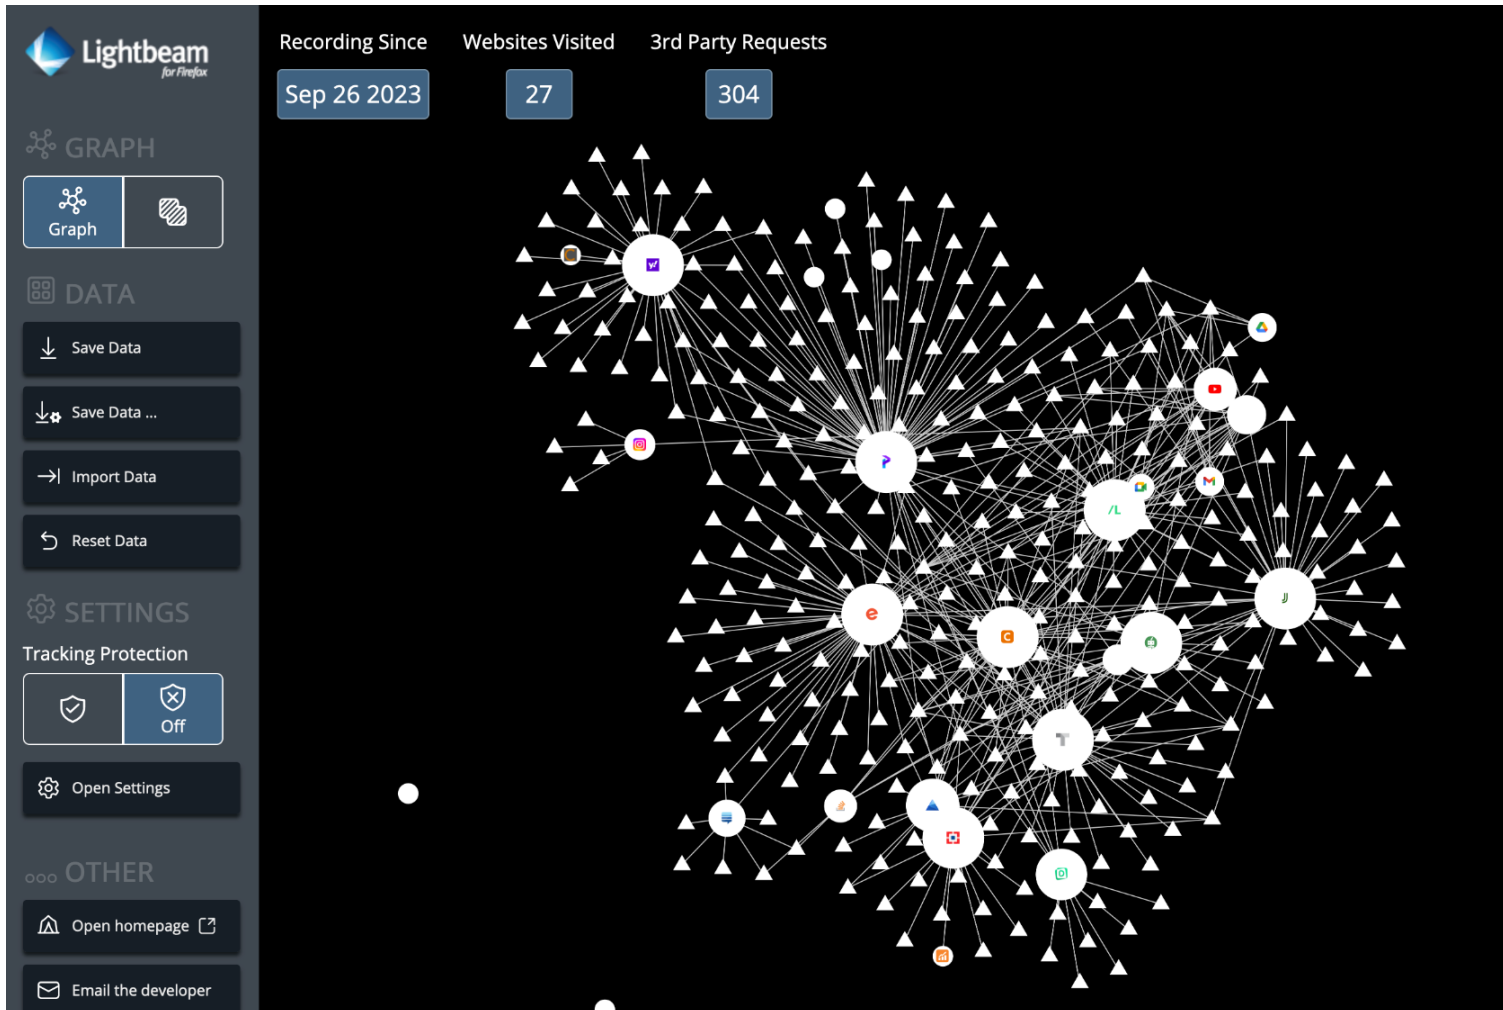 Lightbeam
for Firefox
Recording Since
Websites Visited
3rd Party Requests
Sep 26 2023
27
304
GRAPH
Graph
DATA
Save Data
Save Data ...
Import Data
Reset Data
SETTINGS
Tracking Protection
Off
Open Settings
OTHER
Open homepage
Email the developer
y!
P
/L
e
C
J
T